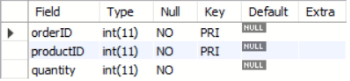 Field Type Null Key Default Extra
orderID int(11) NO PRI NULL
productID int(11) NO PRI NULL
quantity int(11) NO NULL